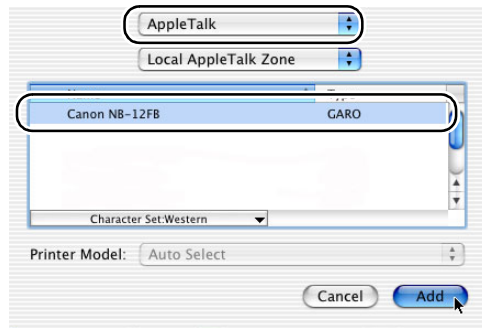 AppleTalk
Local AppleTalk Zone
Canon NB-12FB GARO
Character Set:Western
Printer Model: Auto Select
Cancel Add